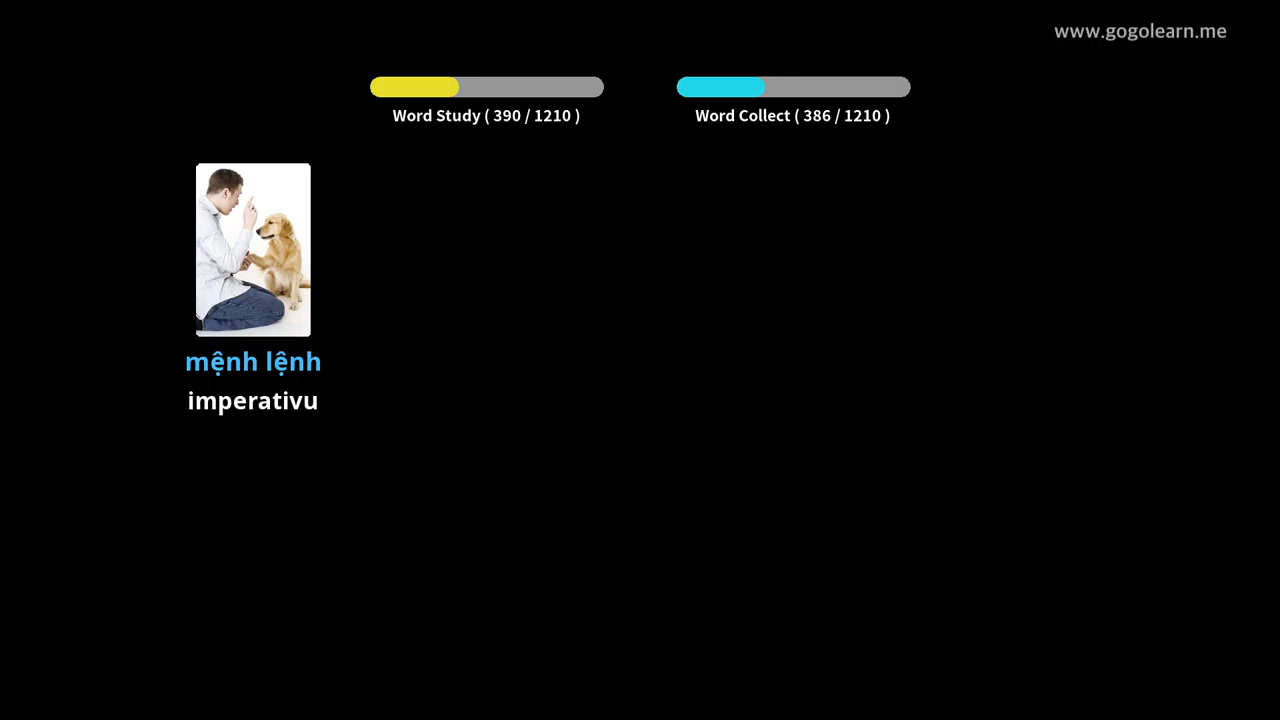 www.gogolearn.me
Word Study ( 390 / 1210 )
Word Collect ( 386 / 1210 )
mệnh lệnh
imperativu